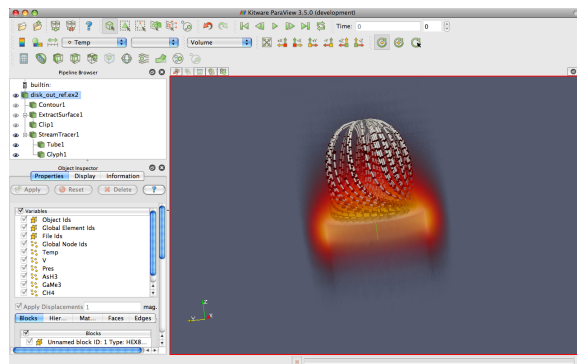 Kitware ParaView 3.5.0 (development)
Time: 0
0
Temp
Volume
Pipeline Browser
builtin:
disk_out_ref.ex2
Contour1
ExtractSurface1
Clip1
StreamTracer1
Tube1
Glyph1
Object Inspector
Properties Display Information
Apply Reset Delete ?
Variables
Object Ids
Global Element Ids
File Ids
Global Node Ids
Temp
V
Pres
AsH3
GaMe3
CH4
Apply Displacements 1 mag.
Blocks Hier... Mat... Faces Edges
Blocks
Unnamed block ID: 1 Type: HEX8...
Z
Y